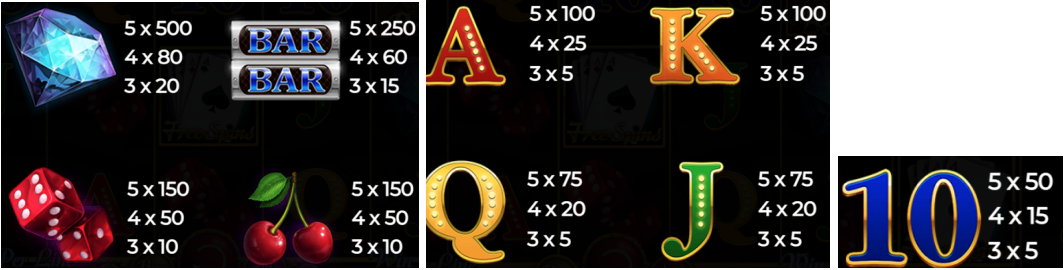 5 x 500
4 x 80
3 x 20
BAR
BAR
5 x 250
4 x 60
3 x 15
5 x 150
4 x 50
3 x 10
5 x 150
4 x 50
3 x 10
A
5 x 100
4 x 25
3 x 5
K
5 x 100
4 x 25
3 x 5
Q
5 x 75
4 x 20
3 x 5
J
5 x 75
4 x 20
3 x 5
10
5 x 50
4 x 15
3 x 5